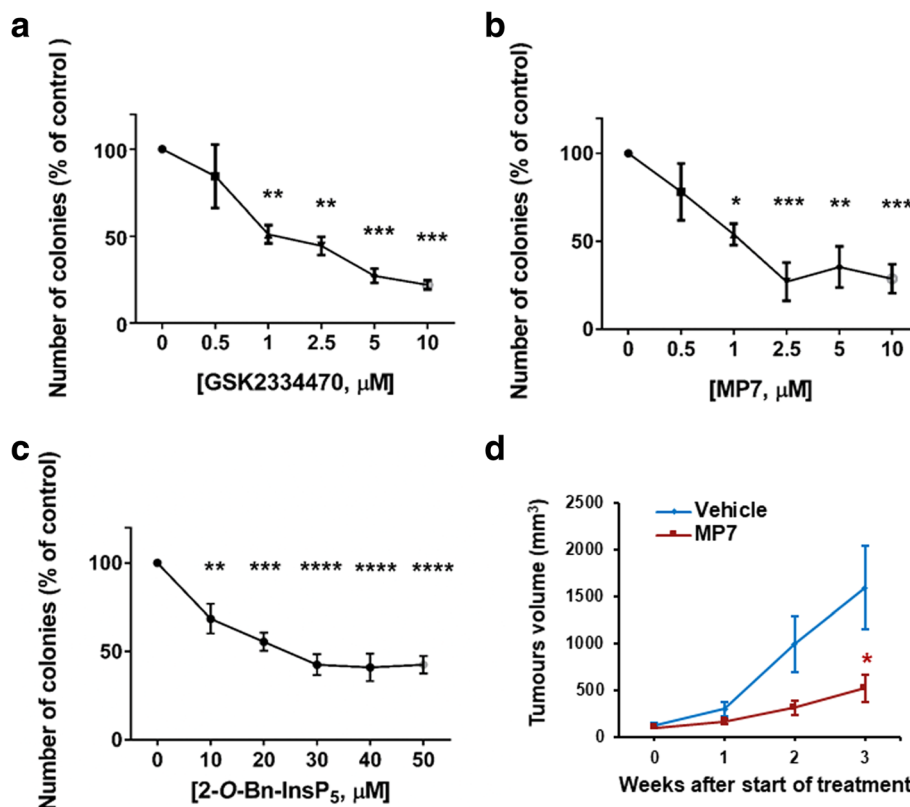 a
Number of colonies (% of control )
100
50
0
** ** *** ***
0 0.5 1 2.5 5 10
[GSK2334470, μM]
b
Number of colonies (% of control)
100
50
0
* *** ** ***
0 0.5 1 2.5 5 10
[MP7, μM]
c
Number of colonies (% of control)
100
50
0
** *** **** **** ****
0 10 20 30 40 50
[2-O-Bn-InsP5, μM]
d
Tumours volume (mm³)
2500
2000
1500
1000
500
0
Vehicle
MP7
*
0 1 2 3
Weeks after start of treatment